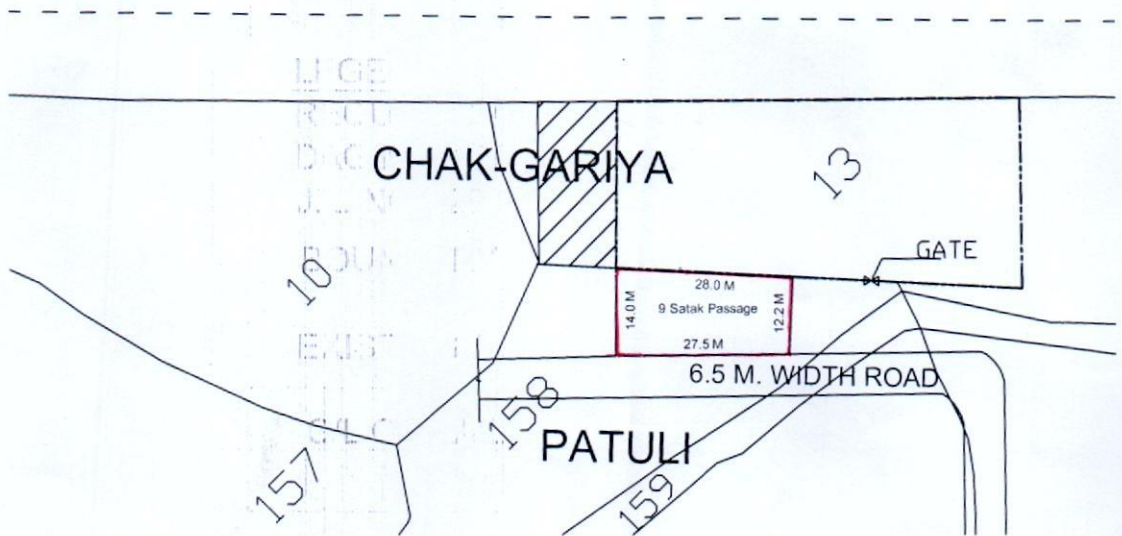 CHAK-GARIYA
13
10
GATE
28.0 M
14.0 M
9 Satak Passage
12.2 M
27.5 M
6.5 M. WIDTH ROAD
158
PATULI
157
159